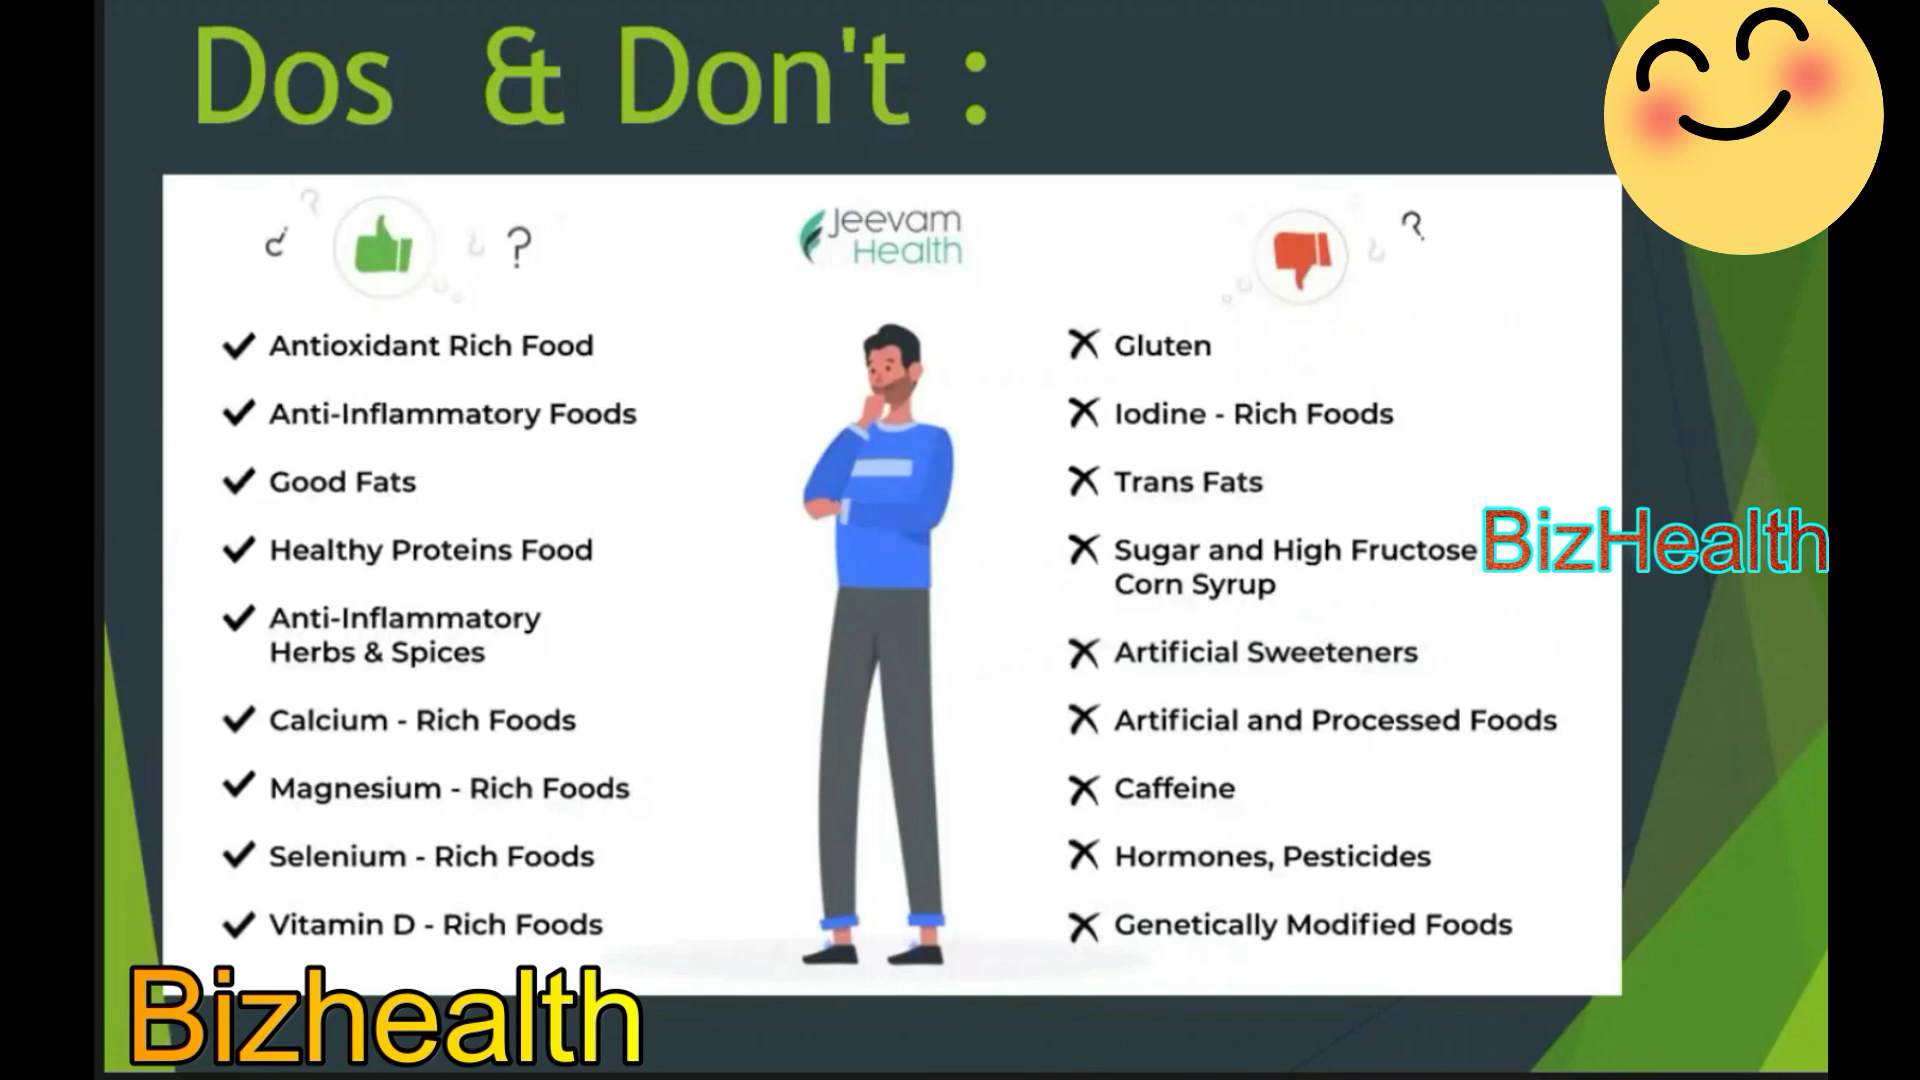 Dos & Don't :
Jeevam
Health
Antioxidant Rich Food
Anti-Inflammatory Foods
Good Fats
Healthy Proteins Food
Anti-Inflammatory
Herbs & Spices
Calcium - Rich Foods
Magnesium - Rich Foods
Selenium - Rich Foods
Vitamin D - Rich Foods
Gluten
Iodine - Rich Foods
Trans Fats
Sugar and High Fructose
Corn Syrup
Artificial Sweeteners
Artificial and Processed Foods
Caffeine
Hormones, Pesticides
Genetically Modified Foods
BizHealth
Bizhealth